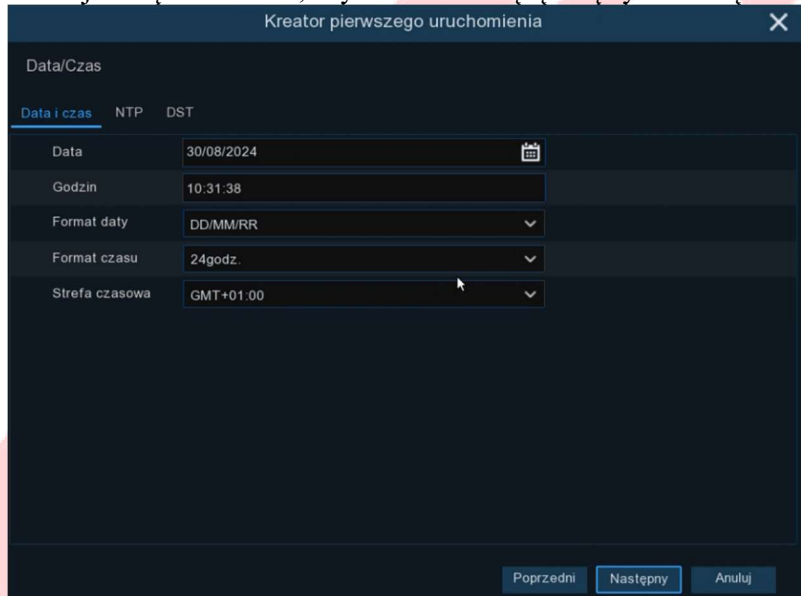 Kreator pierwszego uruchomienia
Data/Czas
Data i czas NTP DST
Data 30/08/2024
Godzin 10:31:38
Format daty DD/MM/RR
Format czasu 24godz.
Strefa czasowa GMT+01:00
Poprzedni Następny Anuluj